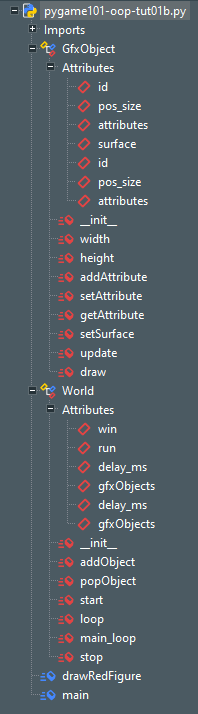 pygame101-oop-tut01b.py
Imports
GfxObject
Attributes
id
pos_size
attributes
surface
id
pos_size
attributes
__init__
width
height
addAttribute
setAttribute
getAttribute
setSurface
update
draw
World
Attributes
win
run
delay_ms
gfxObjects
delay_ms
gfxObjects
__init__
addObject
popObject
start
loop
main_loop
stop
drawRedFigure
main